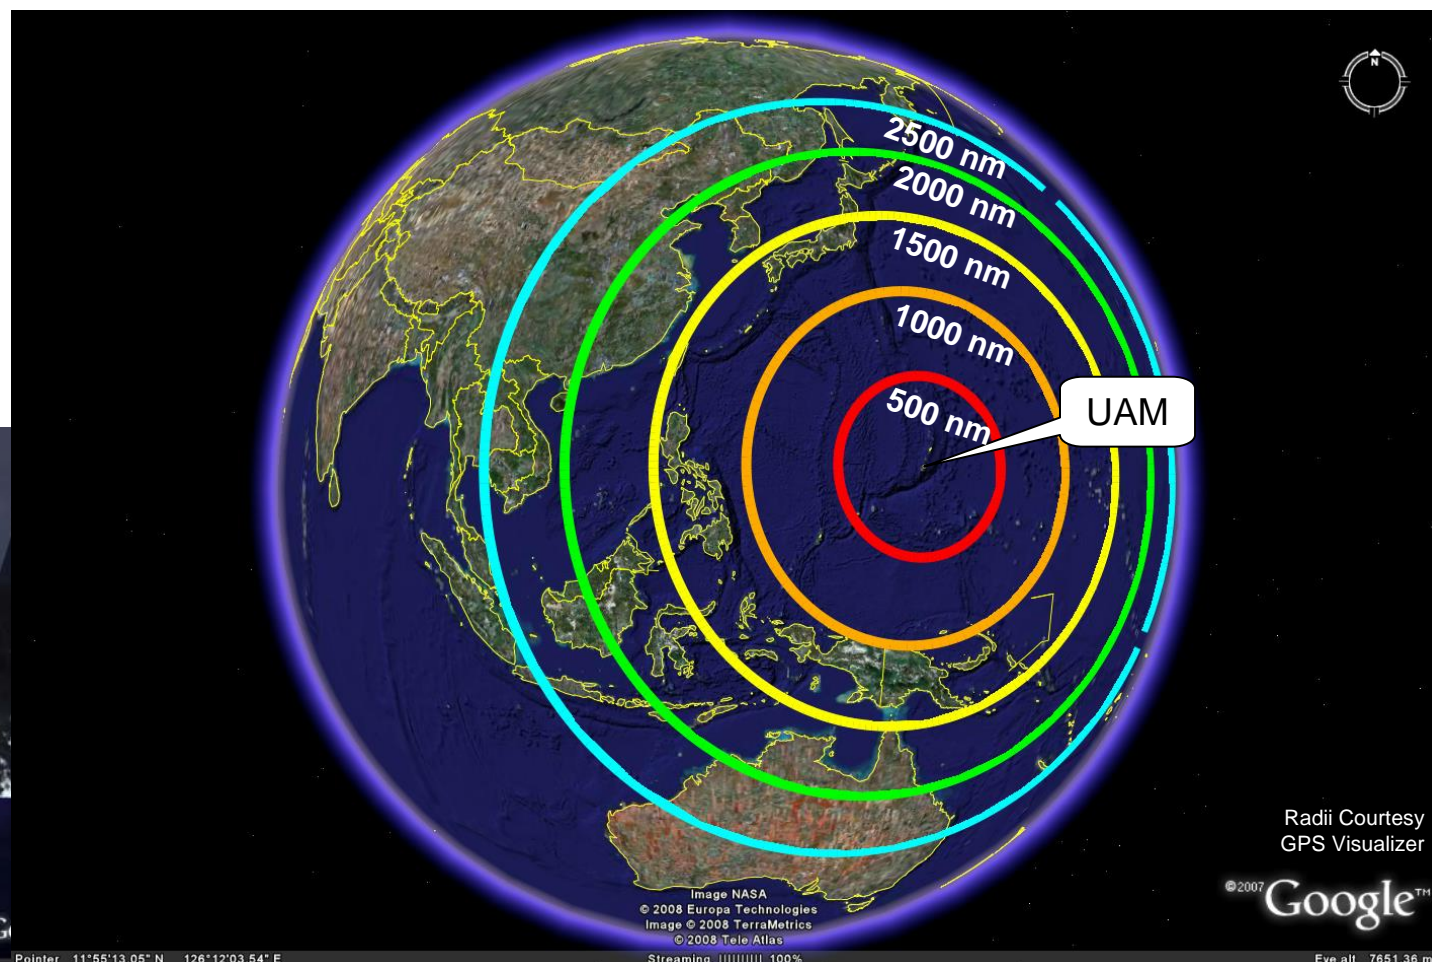 N
2500 nm
2000 nm
1500 nm
1000 nm
500 nm
UAM
Radii Courtesy
GPS Visualizer
©2007 Google™
Image NASA
© 2008 Europa Technologies
Image © 2008 TerraMetrics
© 2008 Tele Atlas
Pointer 11°55'13.05" N 126°12'03.54" E Streaming |||||||||| 100% Eye alt 7651.36 m